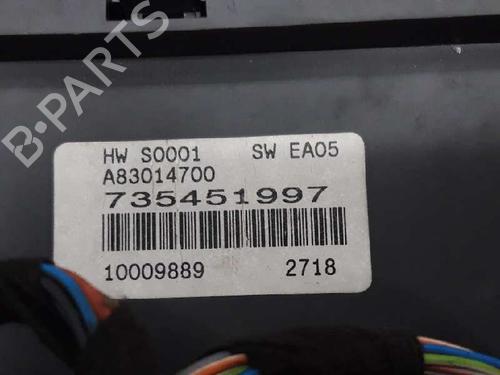 B-PARTS
HW S0001 SW EA05
A83014700
735451997
10009889 2718